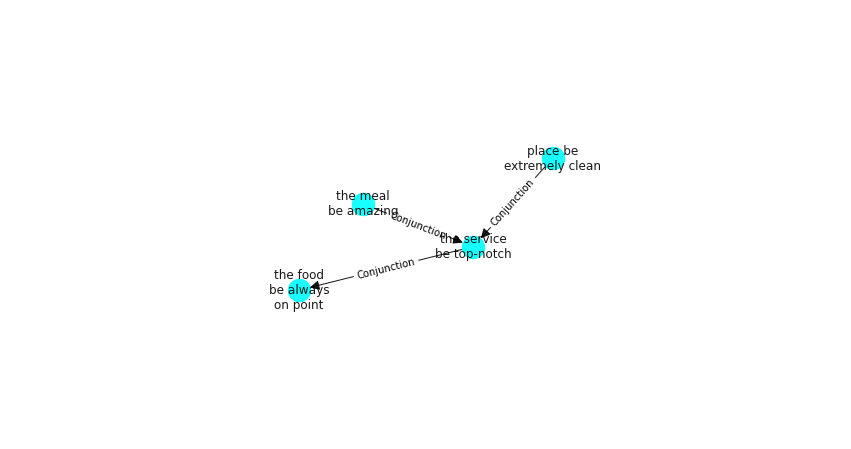 place be
extremely clean
Conjunction
the meal
be amazing
Conjunction
the service
be top-notch
Conjunction
the food
be always
on point